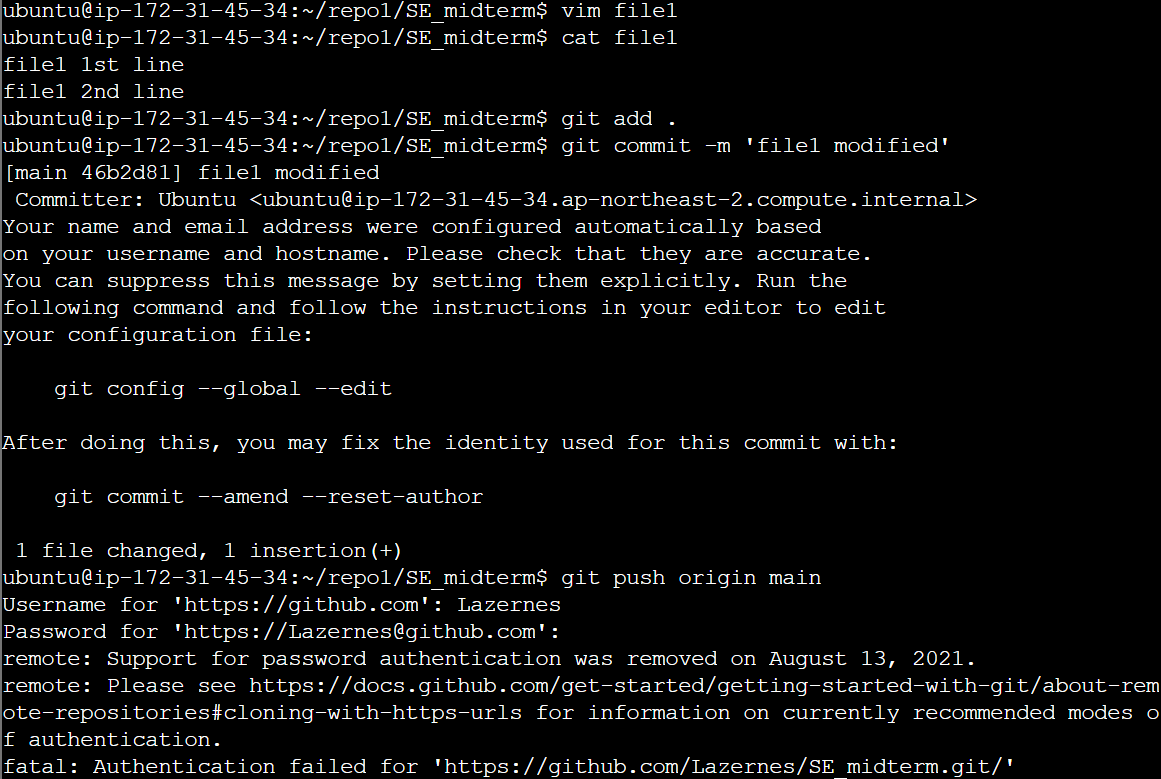 ubuntu@ip-172-31-45-34:~/repo1/SE_midterm$ vim file1
ubuntu@ip-172-31-45-34:~/repo1/SE_midterm$ cat file1
file1 1st line
file1 2nd line
ubuntu@ip-172-31-45-34:~/repo1/SE_midterm$ git add .
ubuntu@ip-172-31-45-34:~/repo1/SE_midterm$ git commit -m 'file1 modified'
[main 46b2d81] file1 modified
 Committer: Ubuntu <ubuntu@ip-172-31-45-34.ap-northeast-2.compute.internal>
Your name and email address were configured automatically based
on your username and hostname. Please check that they are accurate.
You can suppress this message by setting them explicitly. Run the
following command and follow the instructions in your editor to edit
your configuration file:

    git config --global --edit

After doing this, you may fix the identity used for this commit with:

    git commit --amend --reset-author

 1 file changed, 1 insertion(+)
ubuntu@ip-172-31-45-34:~/repo1/SE_midterm$ git push origin main
Username for 'https://github.com': Lazernes
Password for 'https://Lazernes@github.com':
remote: Support for password authentication was removed on August 13, 2021.
remote: Please see https://docs.github.com/get-started/getting-started-with-git/about-rem
ote-repositories#cloning-with-https-urls for information on currently recommended modes o
f authentication.
fatal: Authentication failed for 'https://github.com/Lazernes/SE_midterm.git/'